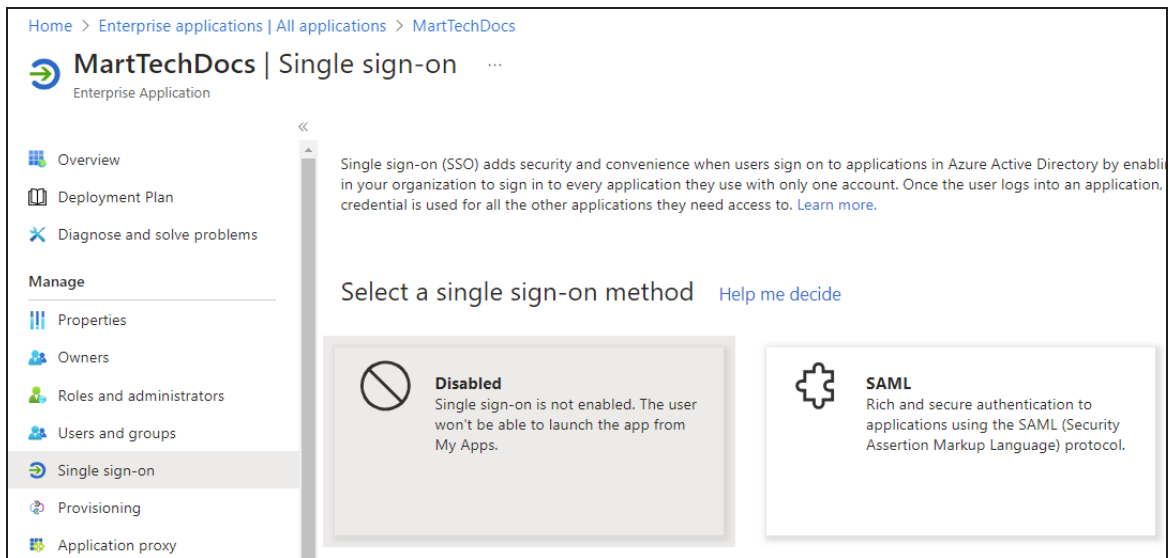 Home > Enterprise applications | All applications > MartTechDocs
MartTechDocs | Single sign-on ...
Enterprise Application
«
Overview
Deployment Plan
Diagnose and solve problems
Manage
Properties
Owners
Roles and administrators
Users and groups
Single sign-on
Provisioning
Application proxy
Single sign-on (SSO) adds security and convenience when users sign on to applications in Azure Active Directory by
in your organization to sign in to every application they use with only one account. Once the user logs into an application,
credential is used for all the other applications they need access to. Learn more.
Select a single sign-on method Help me decide
Disabled
Single sign-on is not enabled. The user
won't be able to launch the app from
My Apps.
SAML
Rich and secure authentication to
applications using the SAML (Security
Assertion Markup Language) protocol.